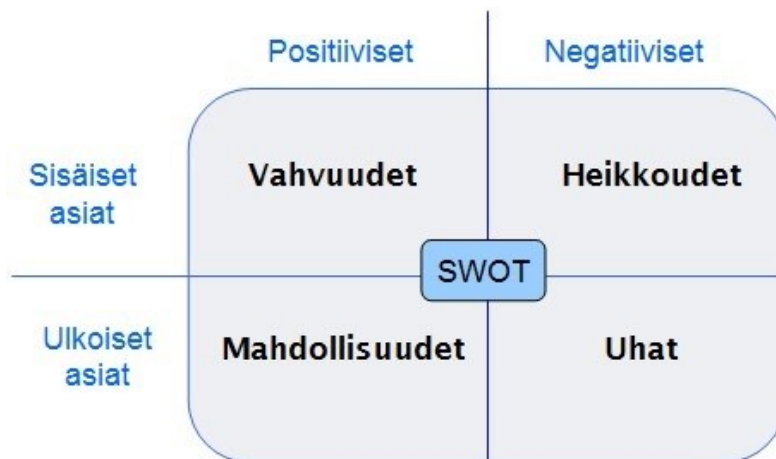 Positiiviset
Negatiiviset
Sisäiset
asiat
Vahvuudet
Heikkoudet
SWOT
Ulkoiset
asiat
Mahdollisuudet
Uhat